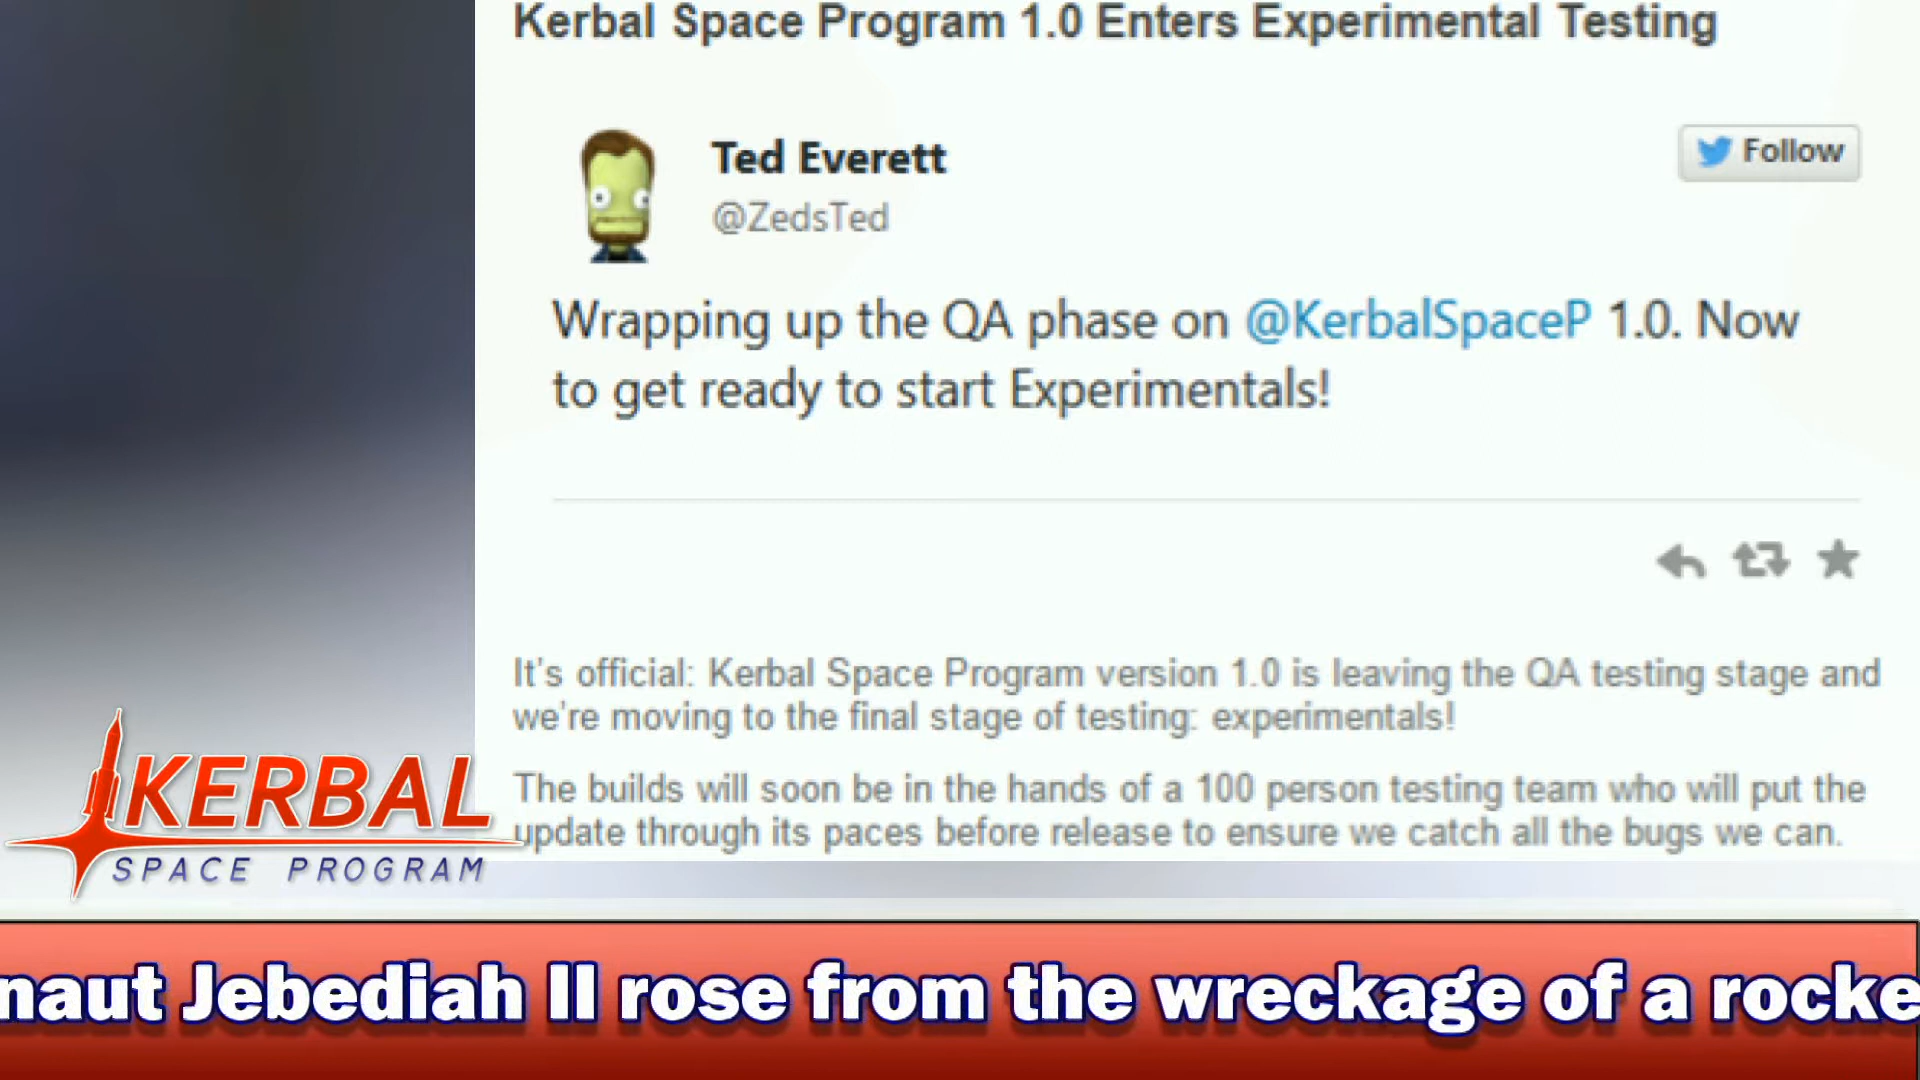 Kerbal Space Program 1.0 Enters Experimental Testing
Ted Everett
Follow
@ZedsTed
Wrapping up the QA phase on @KerbalSpaceP 1.0. Now
to get ready to start Experimentals!
It's official: Kerbal Space Program version 1.0 is leaving the QA testing stage and
we're moving to the final stage of testing: experimentals!
The builds will soon be in the hands of a 100 person testing team who will put the
update through its paces before release to ensure we catch all the bugs we can.
KERBAL
SPACE PROGRAM
naut Jebediah II rose from the wreckage of a rocke